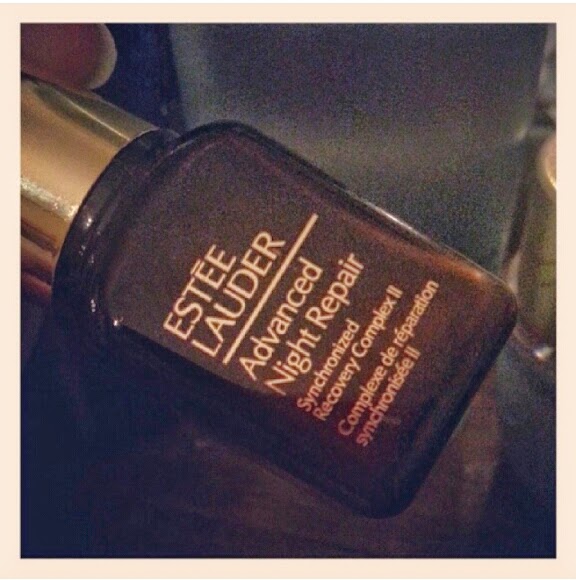 ESTĒE
LAUDER
Advanced
Night Repair
Synchronized
Recovery Complex II
Complexe de réparation
synchronisée II